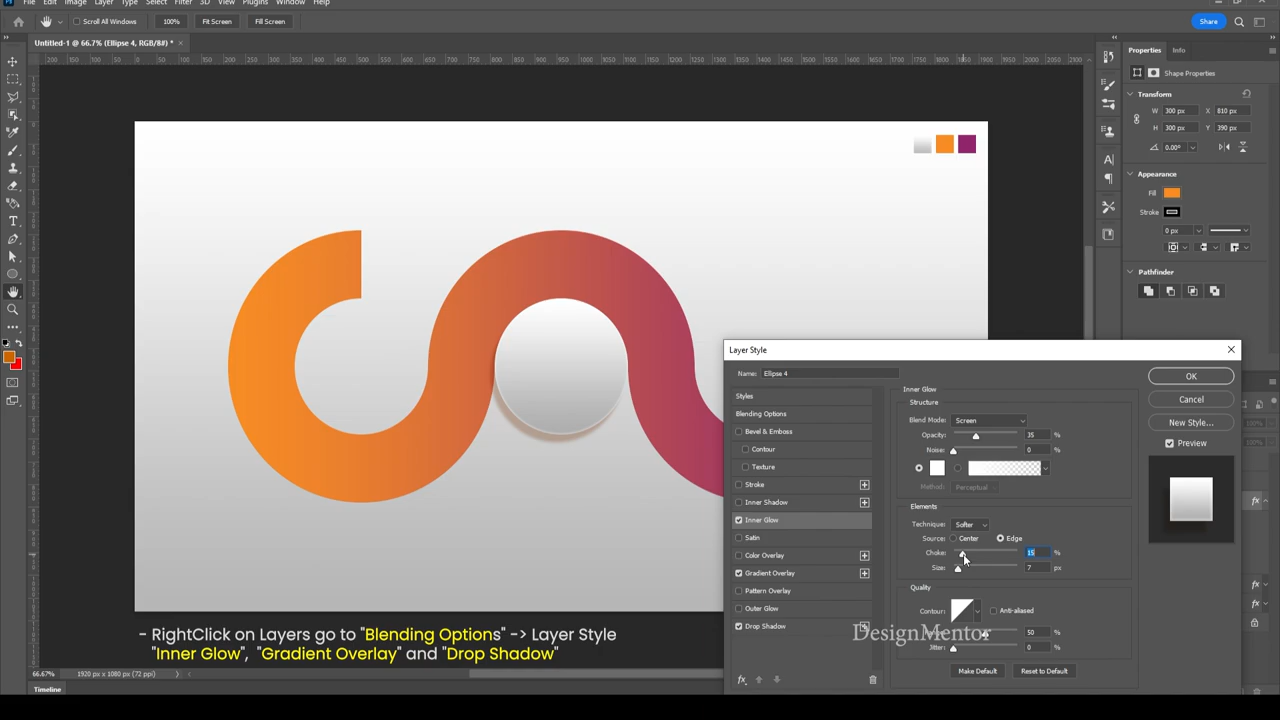 File Edit Image Layer Type Select Filter 3D View Plugins Window Help
Scroll All Windows 100% Fit Screen Fill Screen Share
Untitled-1 @ 66.7% (Ellipse 4, RGB/8#) *
Properties Info
Shape Properties
Transform
W 300 px X 810 px
H 300 px Y 390 px
0.00°
Appearance
Fill
Stroke
0 px
Pathfinder
Layer Style
Name: Ellipse 4
Styles
Blending Options
Bevel & Emboss
Contour
Texture
Stroke
Inner Shadow
Inner Glow
Satin
Color Overlay
Gradient Overlay
Pattern Overlay
Outer Glow
Drop Shadow
Inner Glow
Structure
Blend Mode: Screen
Opacity: 35 %
Noise: 0 %
Method: Perceptual
Elements
Technique: Softer
Source: Center Edge
Choke: 15 %
Size: 7 px
Quality
Contour: Anti-aliased
50 %
Jitter: 0 %
Make Default Reset to Default
OK
Cancel
New Style...
Preview
DesignMentor
- RightClick on Layers go to "Blending Options" -> Layer Style
"Inner Glow", "Gradient Overlay" and "Drop Shadow"
66.67% 1920 px x 1080 px (72 ppi)
Timeline